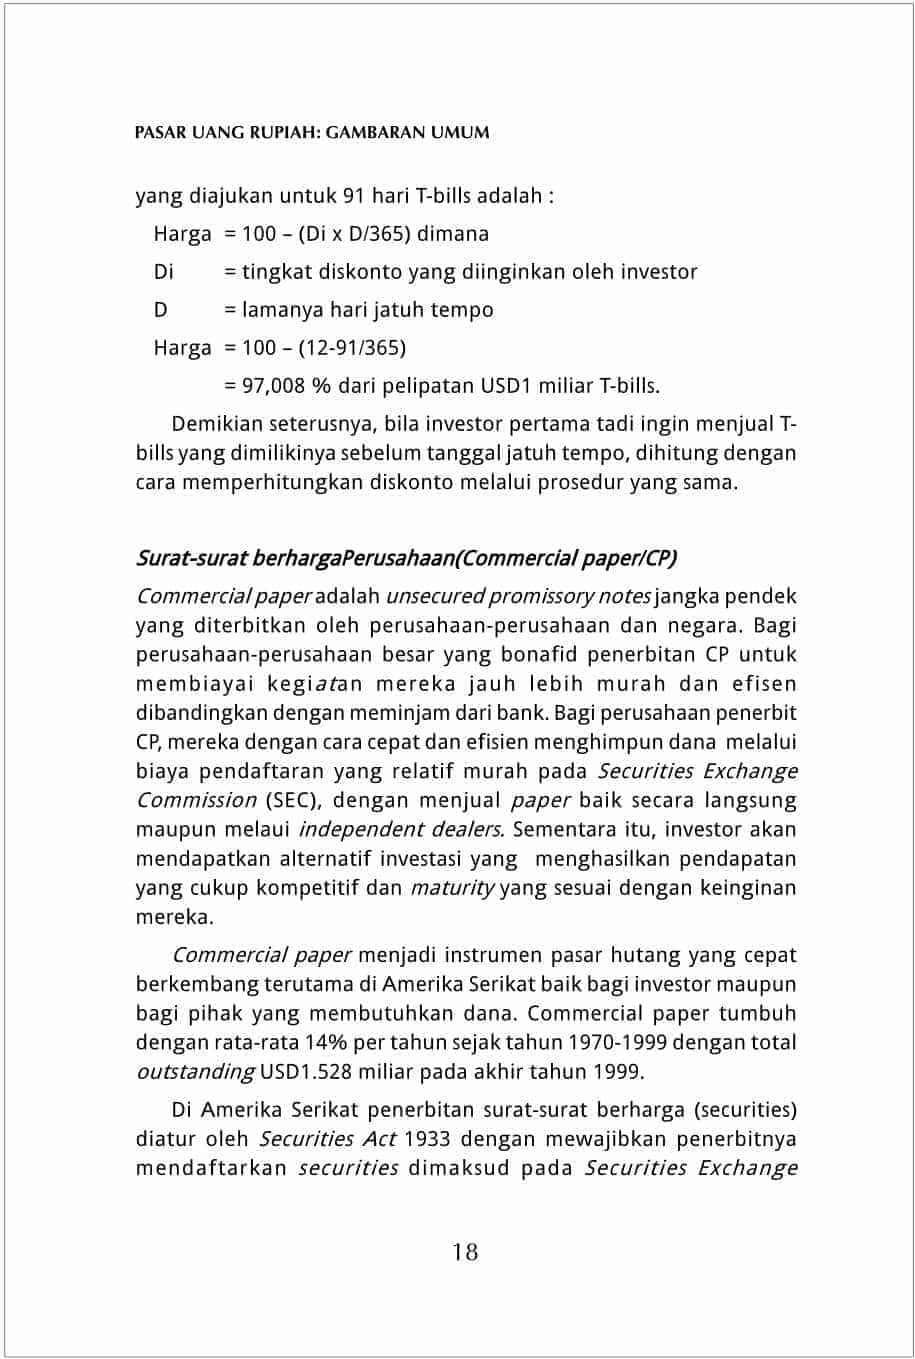 PASAR UANG RUPIAH: GAMBARAN UMUM
yang diajukan untuk 91 hari T-bills adalah :
Harga = 100 – (Di x D/365) dimana
Di = tingkat diskonto yang diinginkan oleh investor
D = lamanya hari jatuh tempo
Harga = 100 – (12-91/365)
= 97,008 % dari pelipatan USD1 miliar T-bills.
Demikian seterusnya, bila investor pertama tadi ingin menjual T-
bills yang dimilikinya sebelum tanggal jatuh tempo, dihitung dengan
cara memperhitungkan diskonto melalui prosedur yang sama.
Surat-surat berhargaPerusahaan(Commercial paper/CP)
Commercial paper adalah unsecured promissory notes jangka pendek
yang diterbitkan oleh perusahaan-perusahaan dan negara. Bagi
perusahaan-perusahaan besar yang bonafid penerbitan CP untuk
membiayai kegiatan mereka jauh lebih murah dan efisen
dibandingkan dengan meminjam dari bank. Bagi perusahaan penerbit
CP, mereka dengan cara cepat dan efisien menghimpun dana melalui
biaya pendaftaran yang relatif murah pada Securities Exchange
Commission (SEC), dengan menjual paper baik secara langsung
maupun melaui independent dealers. Sementara itu, investor akan
mendapatkan alternatif investasi yang menghasilkan pendapatan
yang cukup kompetitif dan maturity yang sesuai dengan keinginan
mereka.
Commercial paper menjadi instrumen pasar hutang yang cepat
berkembang terutama di Amerika Serikat baik bagi investor maupun
bagi pihak yang membutuhkan dana. Commercial paper tumbuh
dengan rata-rata 14% per tahun sejak tahun 1970-1999 dengan total
outstanding USD1.528 miliar pada akhir tahun 1999.
Di Amerika Serikat penerbitan surat-surat berharga (securities)
diatur oleh Securities Act 1933 dengan mewajibkan penerbitnya
mendaftarkan securities dimaksud pada Securities Exchange
18